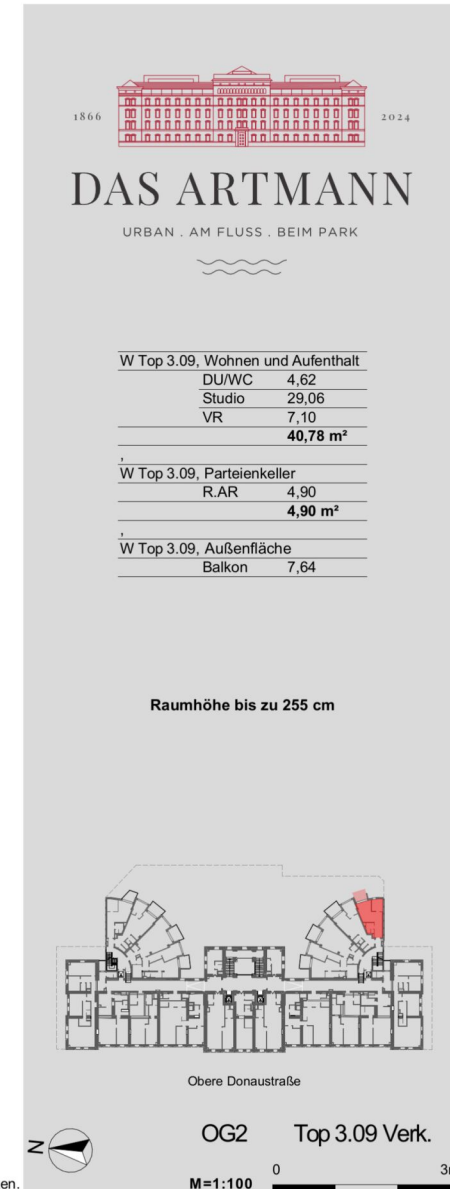 1866 2024
DAS ARTMANN
URBAN . AM FLUSS . BEIM PARK
W Top 3.09, Wohnen und Aufenthalt
DU/WC 4,62
Studio 29,06
VR 7,10
40,78 m²
,
W Top 3.09, Parteienkeller
R.AR 4,90
4,90 m²
,
W Top 3.09, Außenfläche
Balkon 7,64
Raumhöhe bis zu 255 cm
Obere Donaustraße
N
OG2 Top 3.09 Verk.
0 3m
en. M=1:100